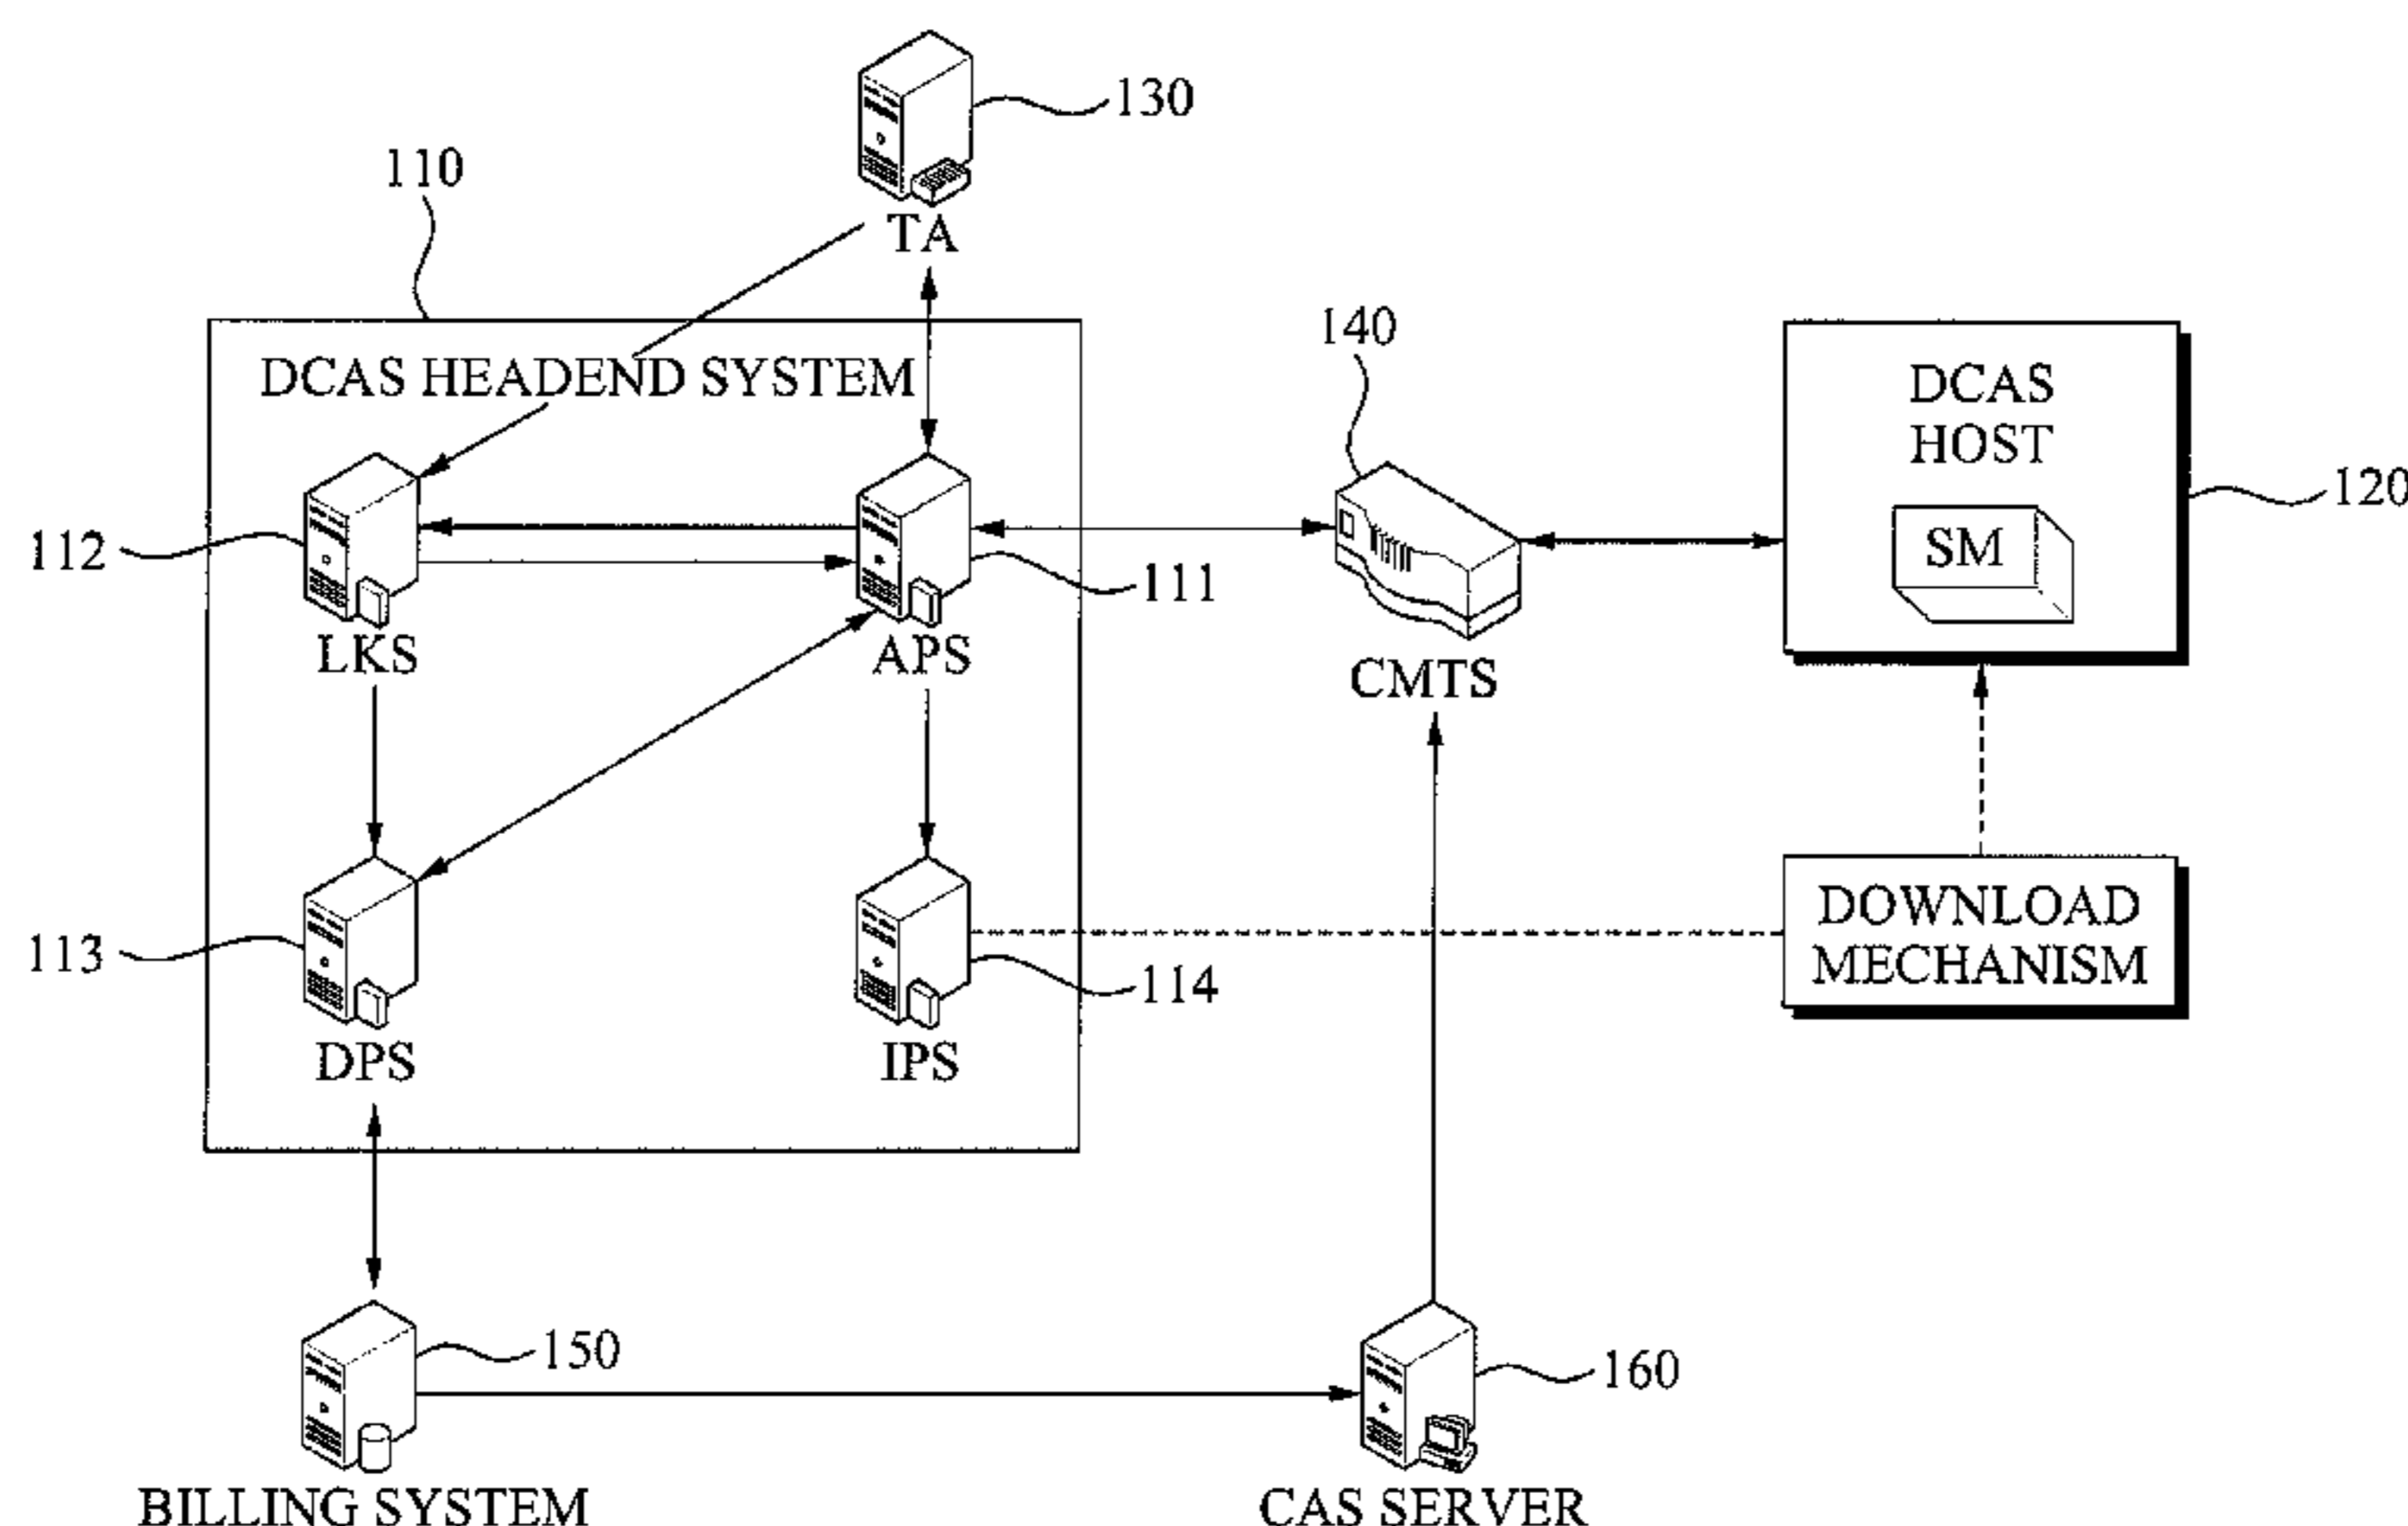 130
110
TA
140
DCAS HEADEND SYSTEM
DCAS
HOST
120
SM
112
111
LKS
APS
CMTS
DOWNLOAD
MECHANISM
113
114
DPS
IPS
150
160
BILLING SYSTEM
CAS SERVER